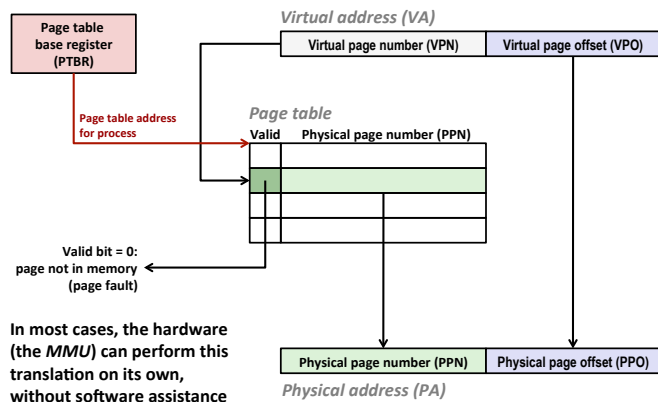 Page table
base register
(PTBR)
Virtual address (VA)
Virtual page number (VPN)
Virtual page offset (VPO)
Page table address
for process
Page table
Valid
Physical page number (PPN)
Valid bit = 0:
page not in memory
(page fault)
In most cases, the hardware
(the MMU) can perform this
translation on its own,
without software assistance
Physical page number (PPN)
Physical page offset (PPO)
Physical address (PA)